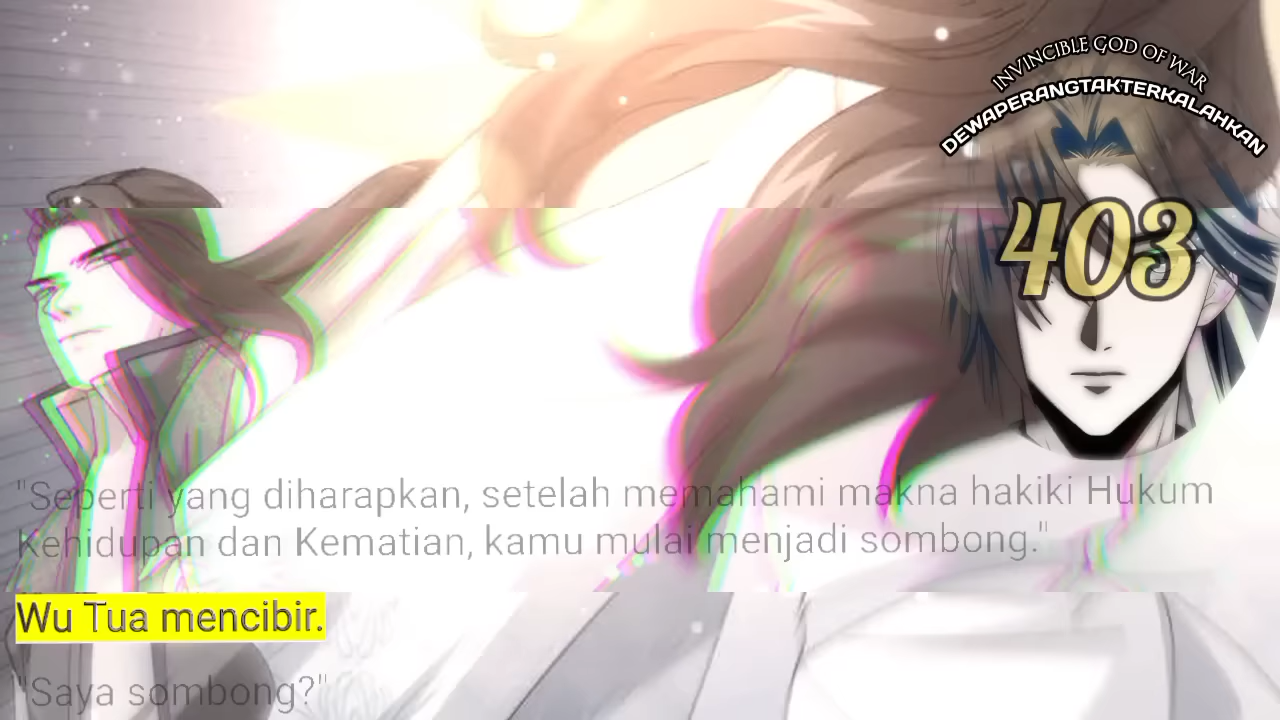 INVINCIBLE GOD OF WAR
DEWAPERANGTAKTERKALAHKAN
403
"Seperti yang diharapkan, setelah memahami makna hakiki Hukum
Kehidupan dan Kematian, kamu mulai menjadi sombong."
Wu Tua mencibir.
"Saya sombong?"